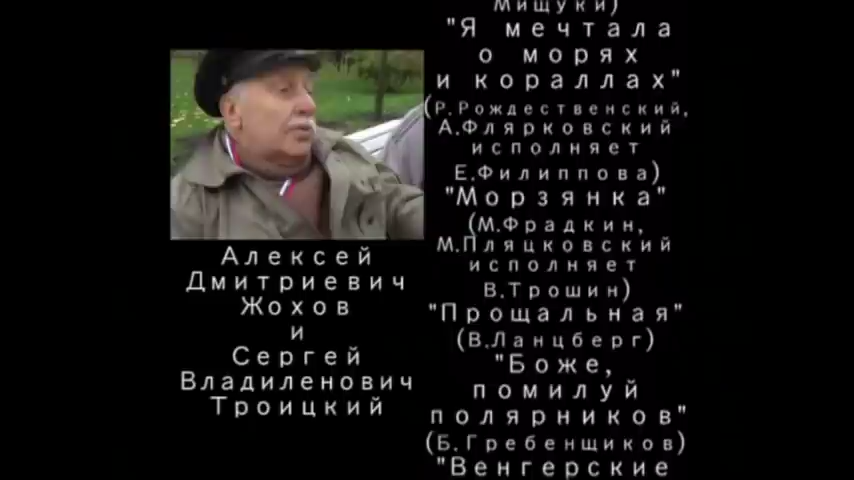 Алексей
Дмитриевич
Жохов
и
Сергей
Владиленович
Троицкий
Мищуки)
"Я мечтала
о морях
и кораллах"
(Р.Рождественский,
А.Флярковский
исполняет
Е.Филиппова)
"Морзянка"
(М.Фрадкин,
М.Пляцковский
исполняет
В.Трошин)
"Прощальная"
(В.Ланцберг)
"Боже,
помилуй
полярников"
(Б.Гребенщиков)
"Венгерские